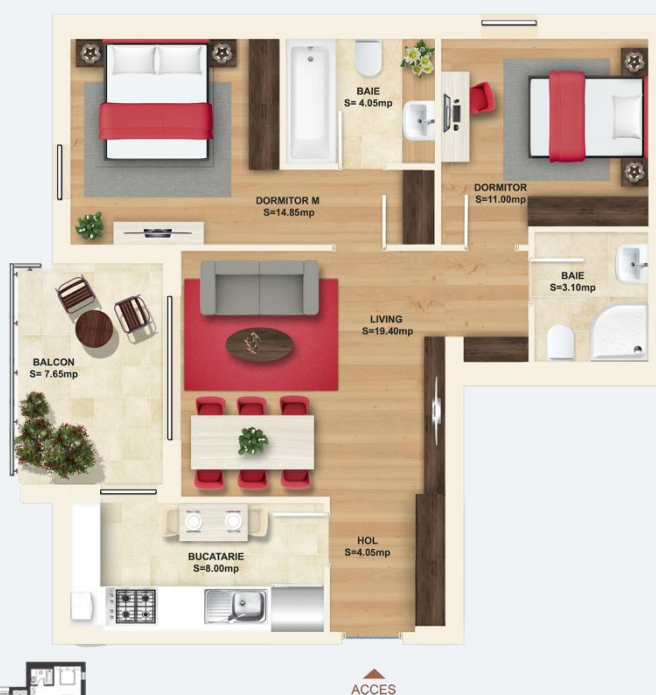 BAIE
S= 4.05mp
DORMITOR M
S=14.85mp
DORMITOR
S=11.00mp
BAIE
S=3.10mp
LIVING
S=19.40mp
BALCON
S= 7.65mp
HOL
S=4.05mp
BUCATARIE
S=8.00mp
ACCES